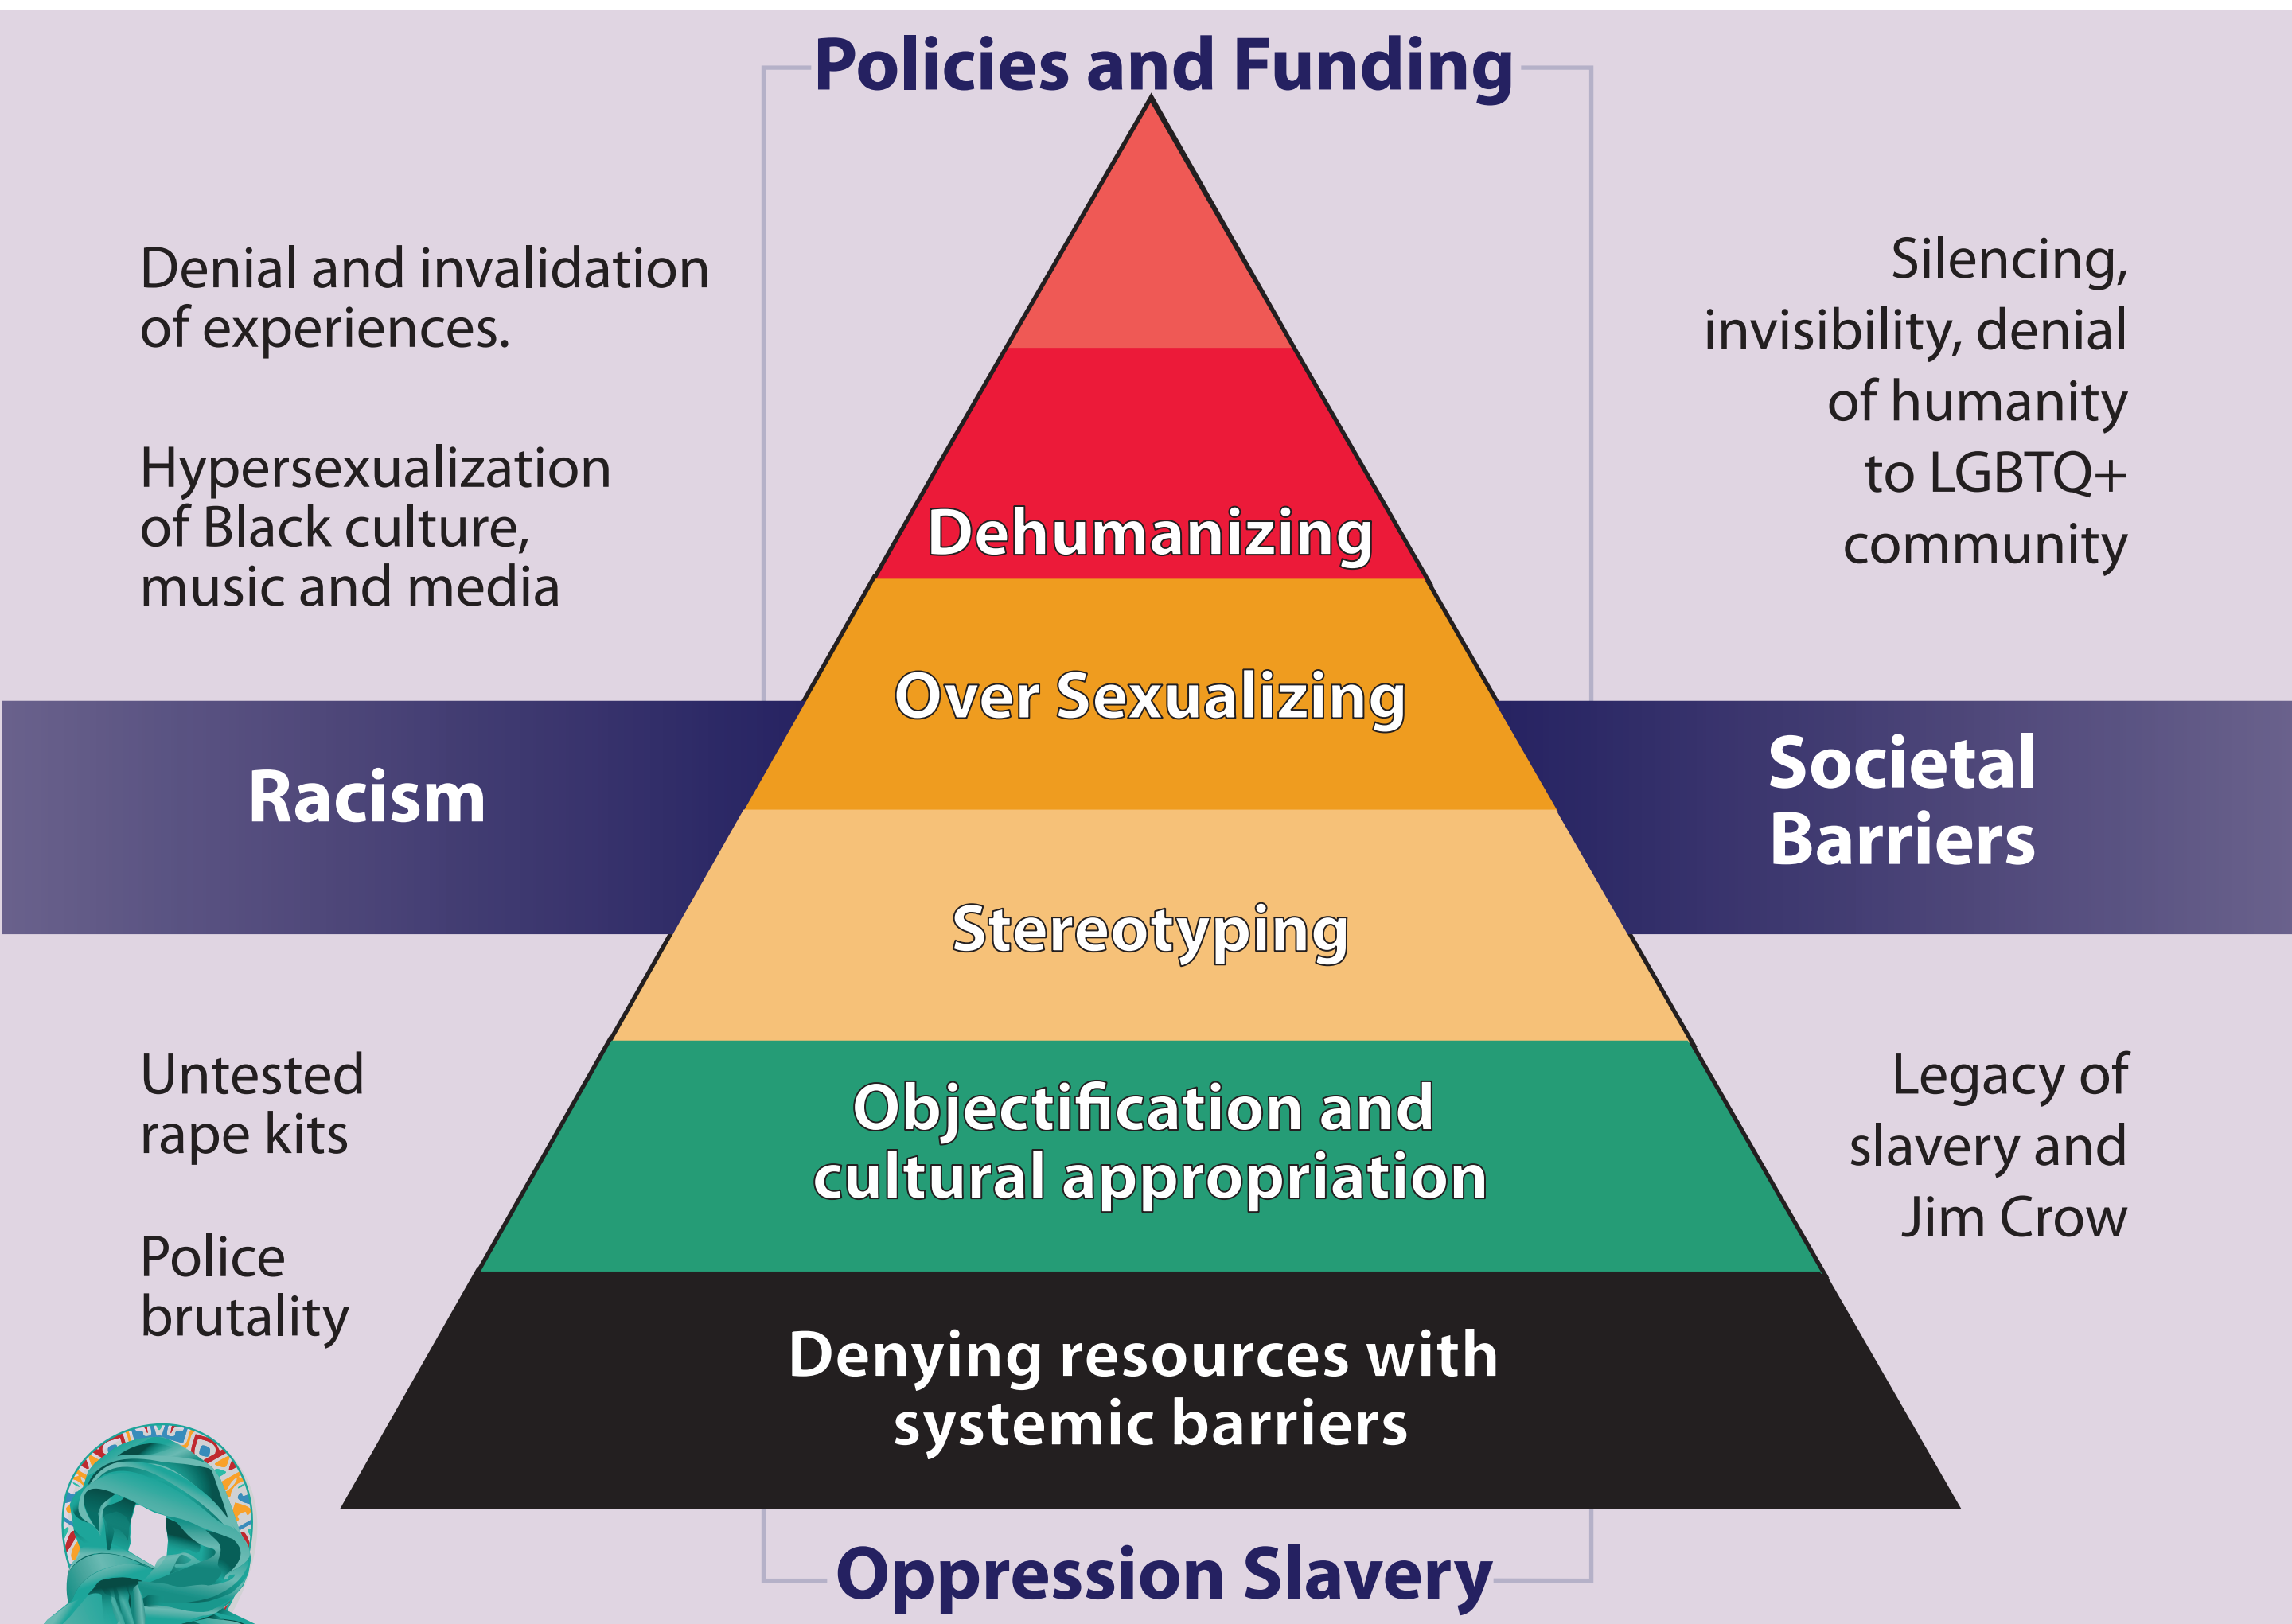 Policies and Funding
Denial and invalidation
of experiences.
Hypersexualization
of Black culture,
music and media
Silencing,
invisibility, denial
of humanity
to LGBTQ+
community
Dehumanizing
Over Sexualizing
Racism
Societal
Barriers
Stereotyping
Untested
rape kits
Police
brutality
Objectification and
cultural appropriation
Legacy of
slavery and
Jim Crow
Denying resources with
systemic barriers
Oppression Slavery